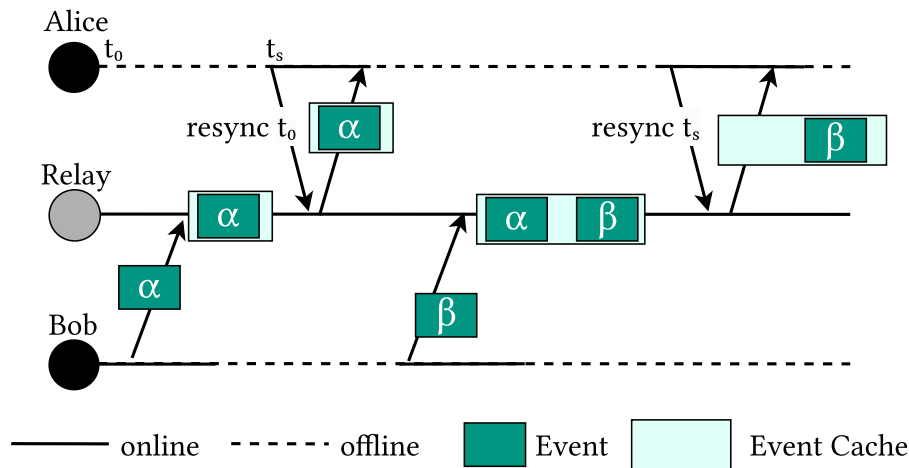 Alice
t₀
tₛ
resync t₀
α
resync tₛ
β
Relay
α
α
β
α
β
Bob
online
offline
Event
Event Cache